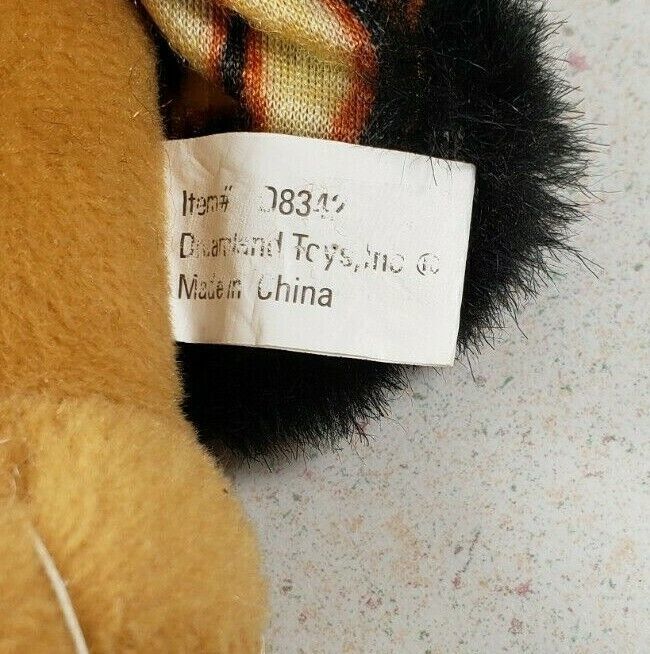 Item# 08342
Dreamland Toys, Inc ©
Made in China